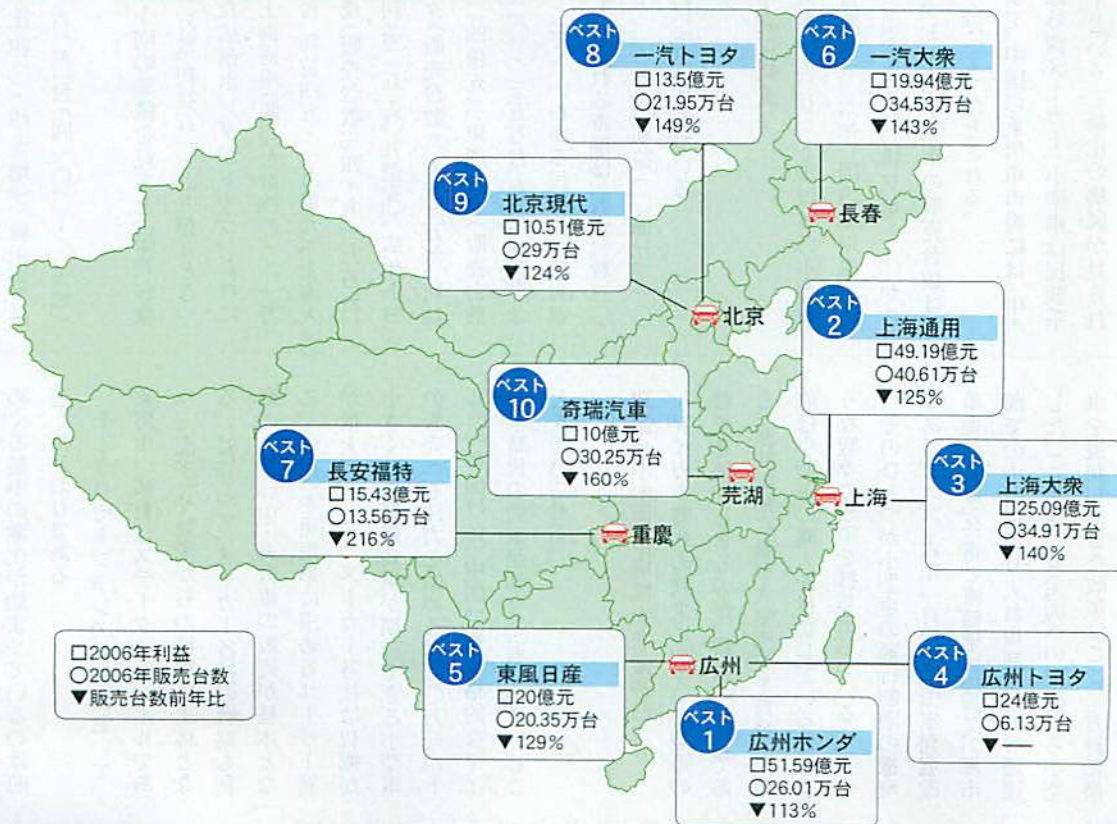 ベスト
8
一汽トヨタ
□13.5億元
○21.95万台
▼149%
ベスト
6
一汽大衆
□19.94億元
○34.53万台
▼143%
ベスト
9
北京現代
□10.51億元
○29万台
▼124%
長春
北京
ベスト
2
上海通用
□49.19億元
○40.61万台
▼125%
ベスト
10
奇瑞汽車
□10億元
○30.25万台
▼160%
芜湖
ベスト
7
長安福特
□15.43億元
○13.56万台
▼216%
重慶
上海
ベスト
3
上海大衆
□25.09億元
○34.91万台
▼140%
□2006年利益
○2006年販売台数
▼販売台数前年比
ベスト
5
東風日産
□20億元
○20.35万台
▼129%
広州
ベスト
4
広州トヨタ
□24億元
○6.13万台
▼──
ベスト
1
広州ホンダ
□51.59億元
○26.01万台
▼113%